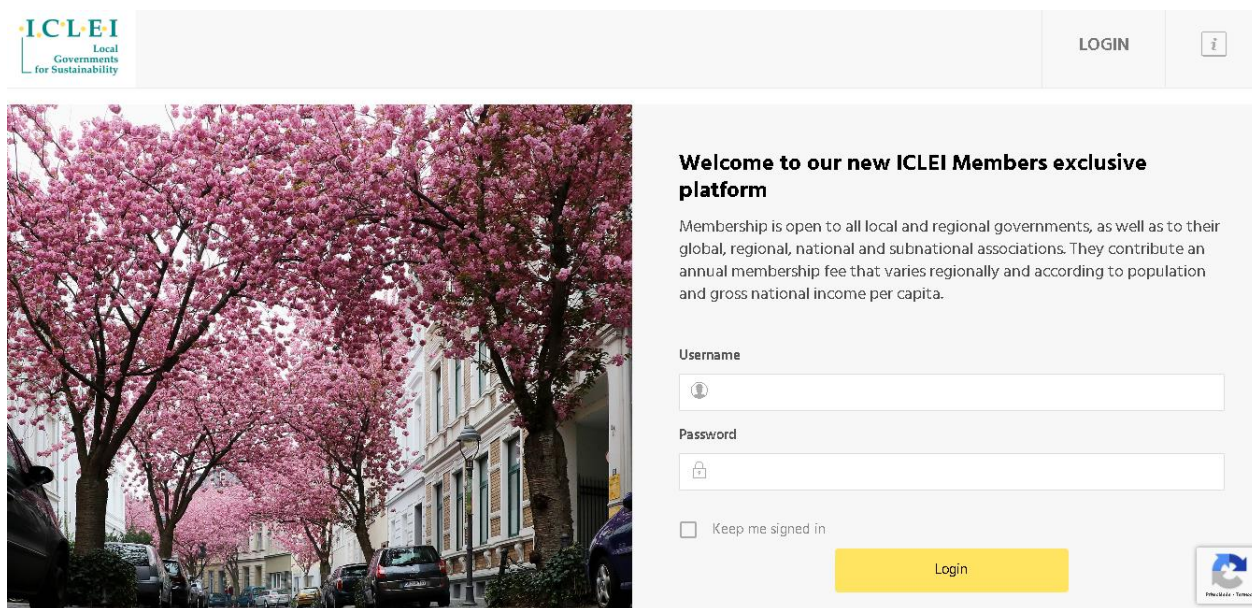 I.C.L.E.I
Local
Governments
for Sustainability
LOGIN
i
Welcome to our new ICLEI Members exclusive
platform
Membership is open to all local and regional governments, as well as to their
global, regional, national and subnational associations. They contribute an
annual membership fee that varies regionally and according to population
and gross national income per capita.
Username
Password
Keep me signed in
Login